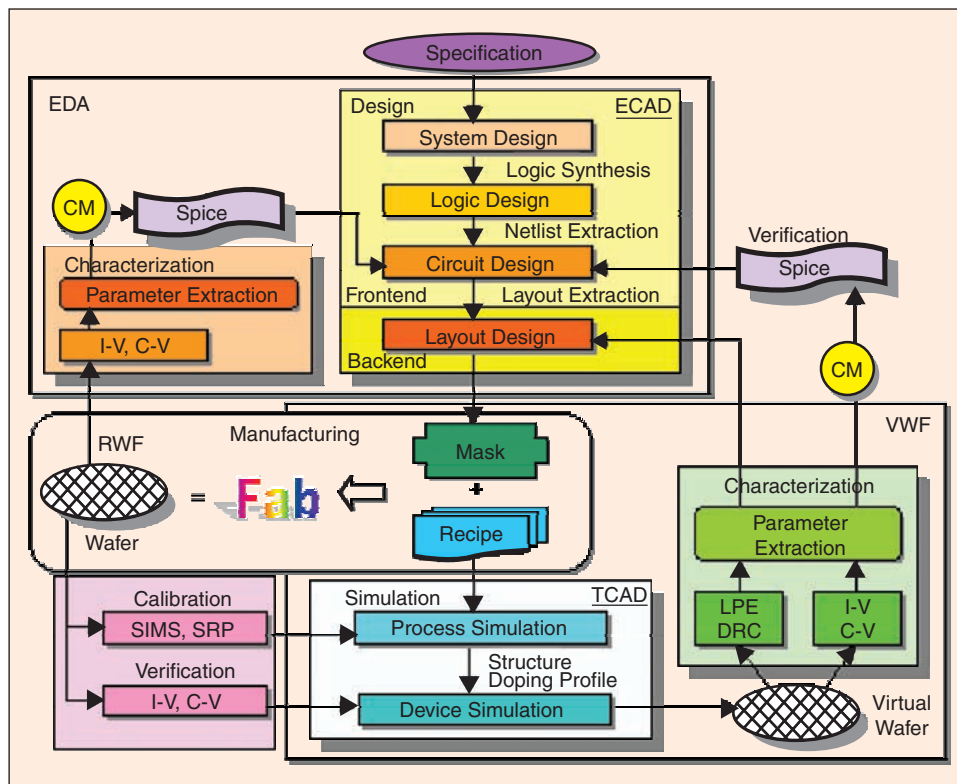 Specification
EDA
Design
ECAD
System Design
Logic Synthesis
CM
Spice
Logic Design
Netlist Extraction
Characterization
Parameter Extraction
I-V, C-V
Circuit Design
Verification
Spice
Frontend
Layout Extraction
Layout Design
Backend
CM
RWF
Manufacturing
VWF
Mask
+
Wafer
= Fab
Recipe
Characterization
Parameter
Extraction
LPE
DRC
I-V
C-V
Calibration
SIMS, SRP
Verification
I-V, C-V
Simulation
TCAD
Process Simulation
Structure
Doping Profile
Device Simulation
Virtual
Wafer